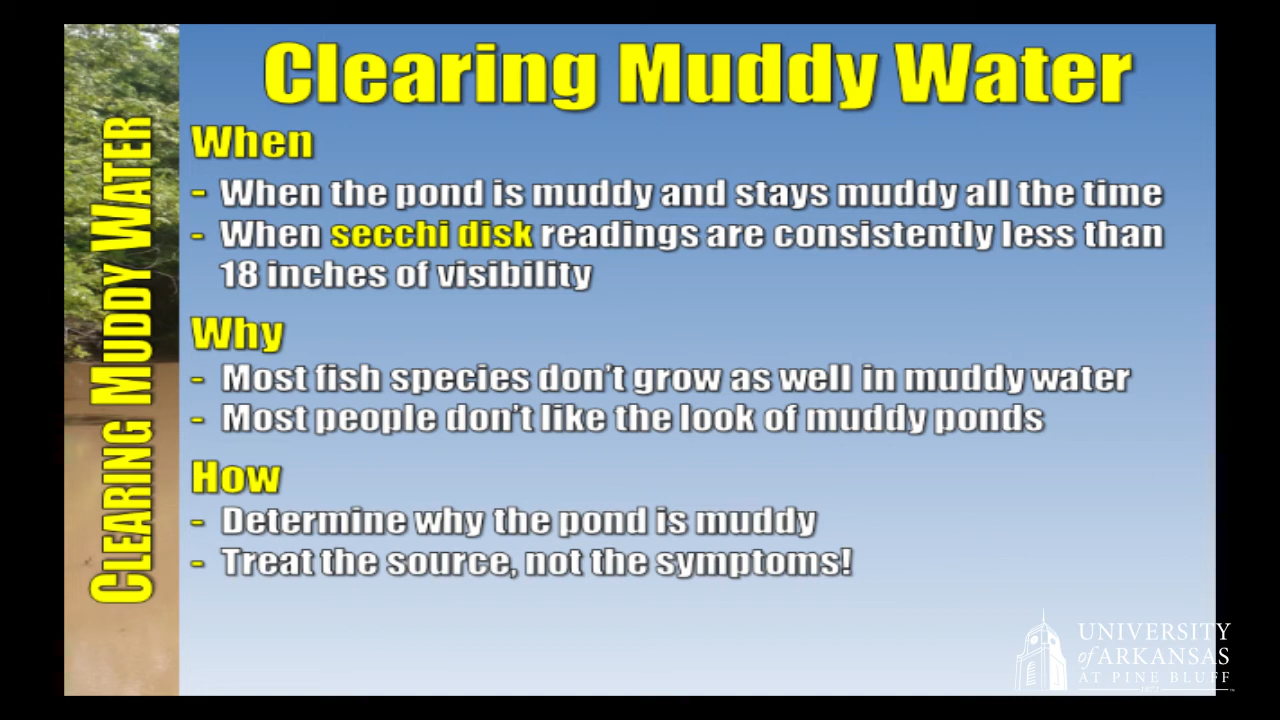 Clearing Muddy Water
CLEARING MUDDY WATER
When
- When the pond is muddy and stays muddy all the time
- When secchi disk readings are consistently less than
18 inches of visibility
Why
- Most fish species don't grow as well in muddy water
- Most people don't like the look of muddy ponds
How
- Determine why the pond is muddy
- Treat the source, not the symptoms!
UNIVERSITY
of ARKANSAS
AT PINE BLUFF
1873